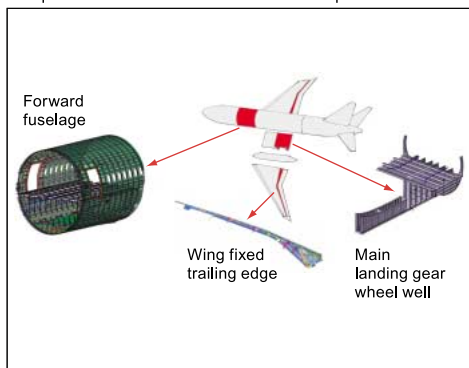 Forward
fuselage
Wing fixed
trailing edge
Main
landing gear
wheel well